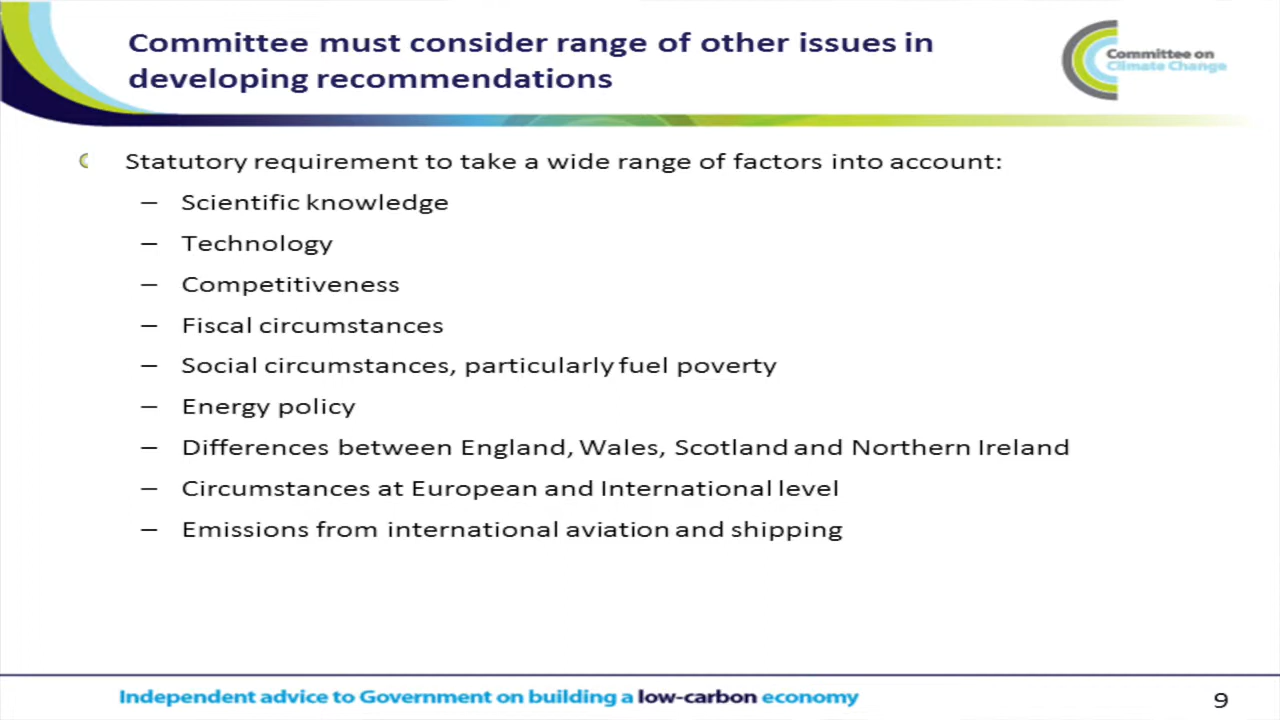 Committee must consider range of other issues in
developing recommendations
Committee on
Climate Change
Statutory requirement to take a wide range of factors into account:
– Scientific knowledge
– Technology
– Competitiveness
– Fiscal circumstances
– Social circumstances, particularly fuel poverty
– Energy policy
– Differences between England, Wales, Scotland and Northern Ireland
– Circumstances at European and International level
– Emissions from international aviation and shipping
Independent advice to Government on building a low-carbon economy
9